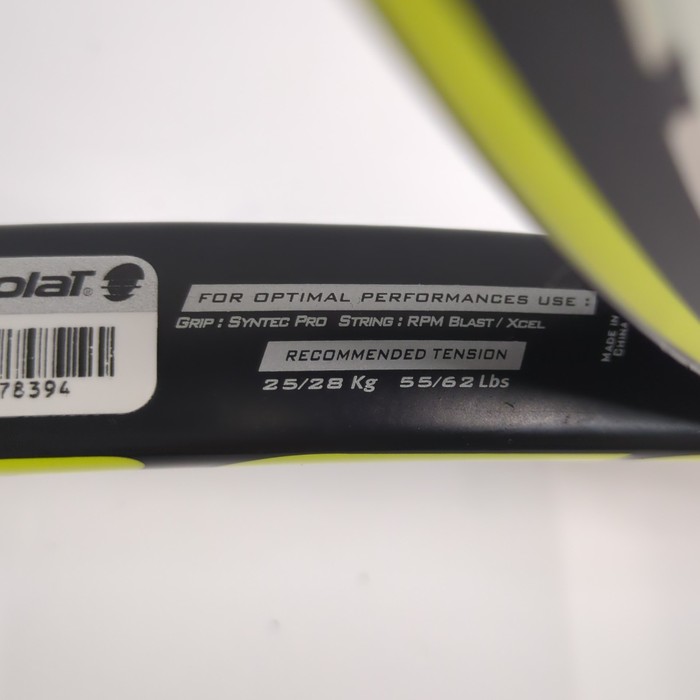 olaT
78394
FOR OPTIMAL PERFORMANCES USE :
GRIP : SYNTEC PRO STRING : RPM BLAST / XCEL
RECOMMENDED TENSION
25/28 Kg 55/62 Lbs
MADE IN
CHINA